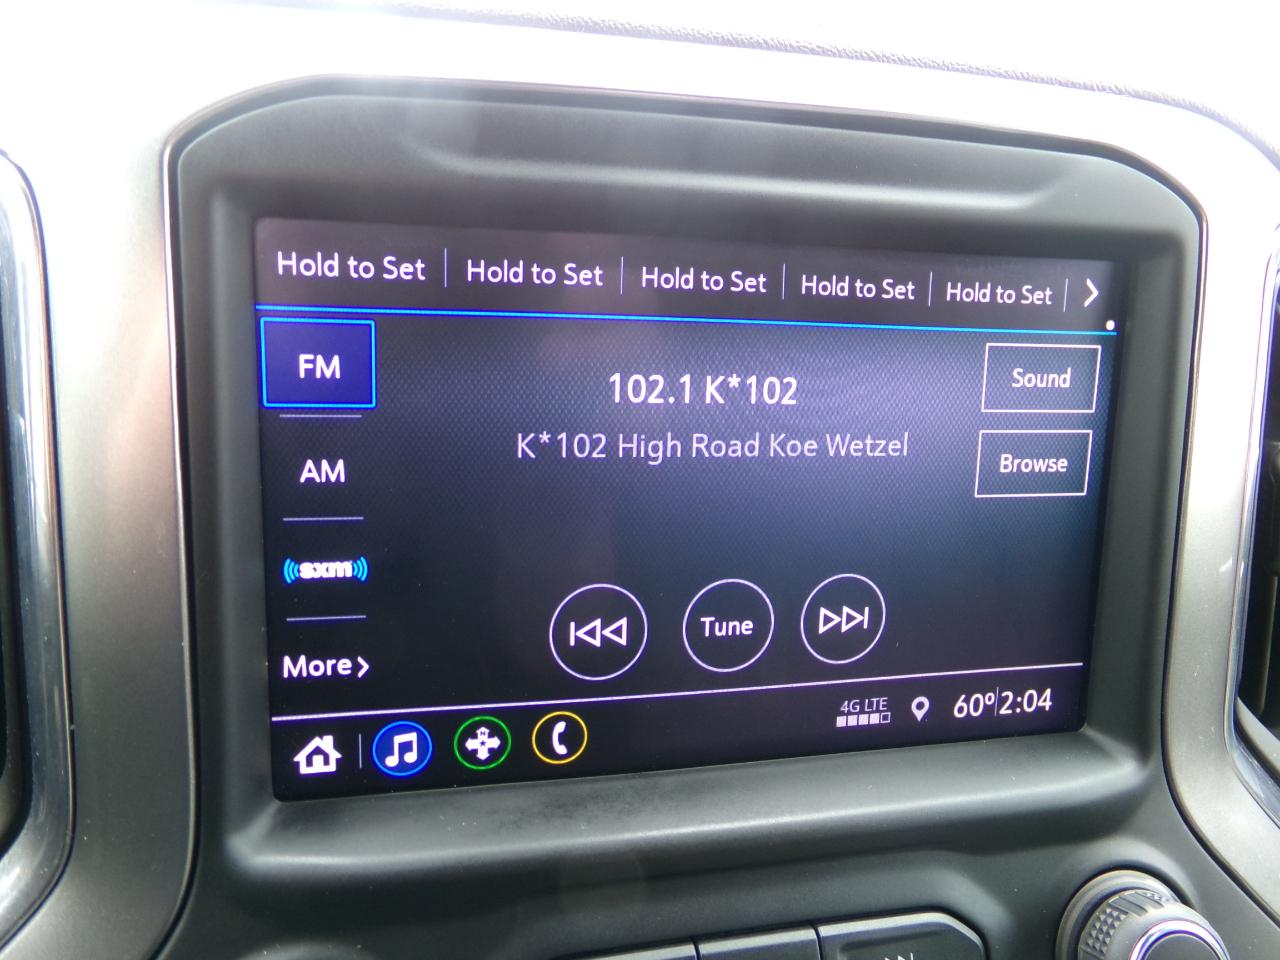 Hold to Set Hold to Set Hold to Set Hold to Set Hold to Set
FM
102.1 K*102
Sound
K*102 High Road Koe Wetzel
AM
Browse
sxm
Tune
More
4G LTE
60° 2:04